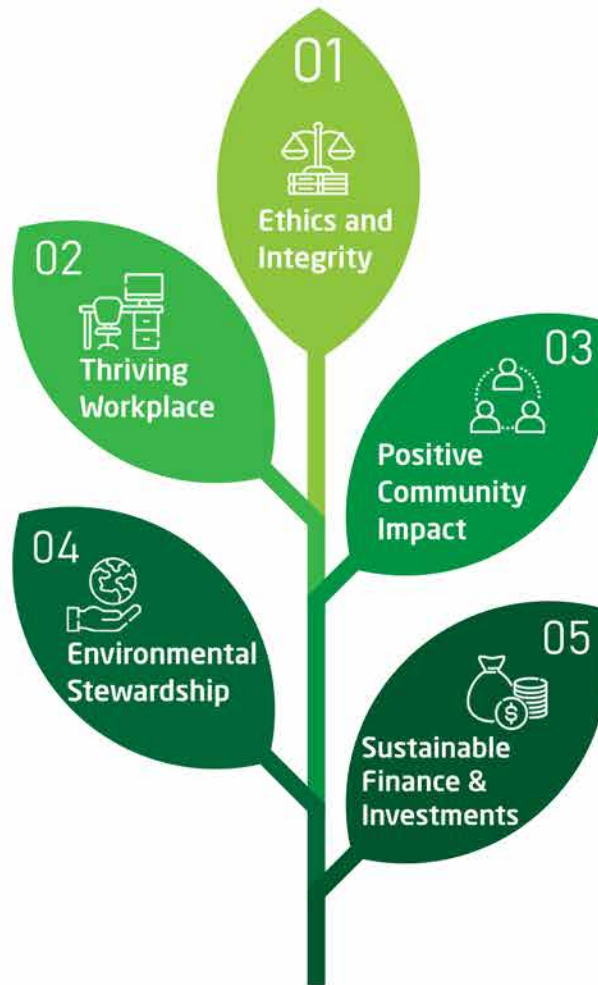 01
Ethics and
Integrity
02
Thriving
Workplace
03
Positive
Community
Impact
04
Environmental
Stewardship
05
$
Sustainable
Finance &
Investments